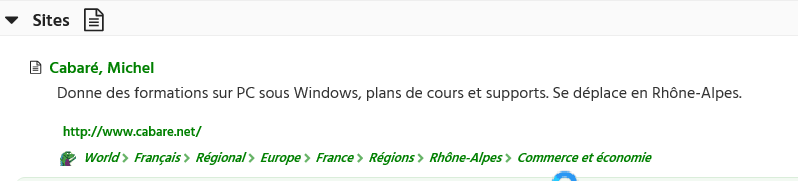 Sites
Cabaré, Michel
Donne des formations sur PC sous Windows, plans de cours et supports. Se déplace en Rhône-Alpes.
http://www.cabare.net/
World > Français > Régional > Europe > France > Régions > Rhône-Alpes > Commerce et économie